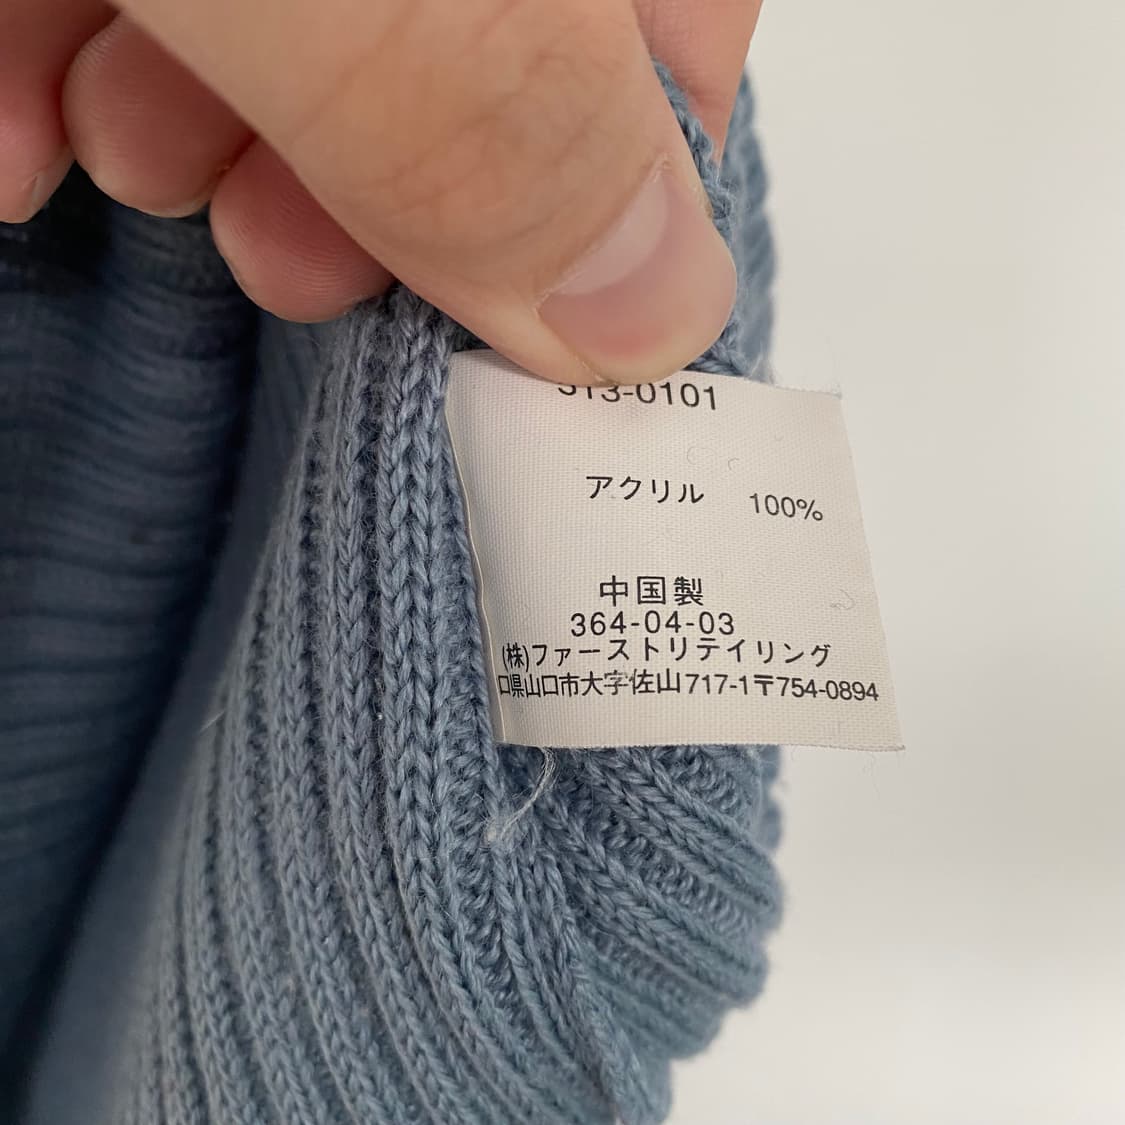 513-0101
アクリル 100%
中国製
364-04-03
(株)ファーストリテイリング
口県山口市大字佐山717-1〒754-0894